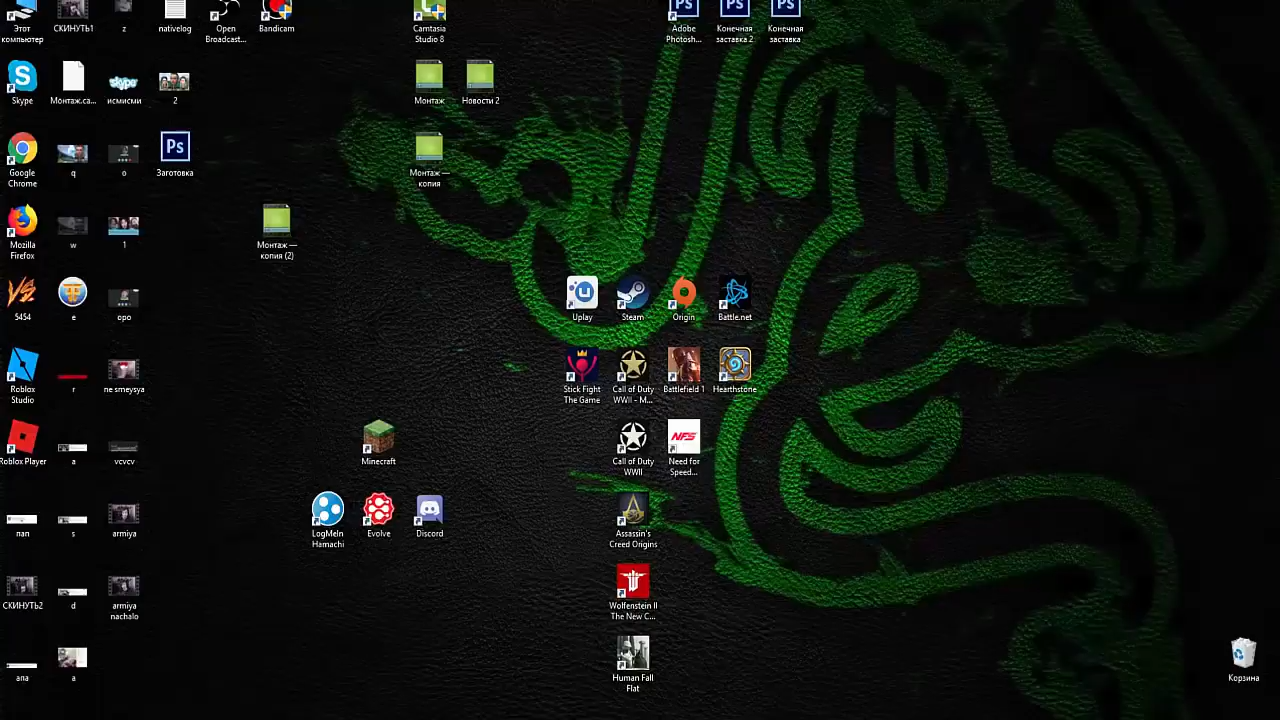 Этот
компьютер
СКИНУТЬ1
z
nativelog
Open
Broadcast...
Bandicam
Camtasia
Studio 8
Adobe
Photosh...
Конечная
заставка 2
Конечная
заставка
Skype
Монтаж.ca...
исмисми
2
Монтаж
Новости 2
Google
Chrome
q
o
Заготовка
Монтаж —
копия
Mozilla
Firefox
w
1
Монтаж —
копия (2)
5454
e
оро
Uplay
Steam
Origin
Battle.net
Roblox
Studio
r
ne smeysya
Stick Fight
The Game
Call of Duty
WWII - M...
Battlefield 1
Hearthstone
Roblox Player
a
vcvcv
Minecraft
Call of Duty
WWII
Need for
Speed...
пап
s
armiya
LogMeIn
Hamachi
Evolve
Discord
Assassin's
Creed Origins
СКИНУТЬ2
d
armiya
nachalo
Wolfenstein II
The New C...
апа
a
Human Fall
Flat
Корзина